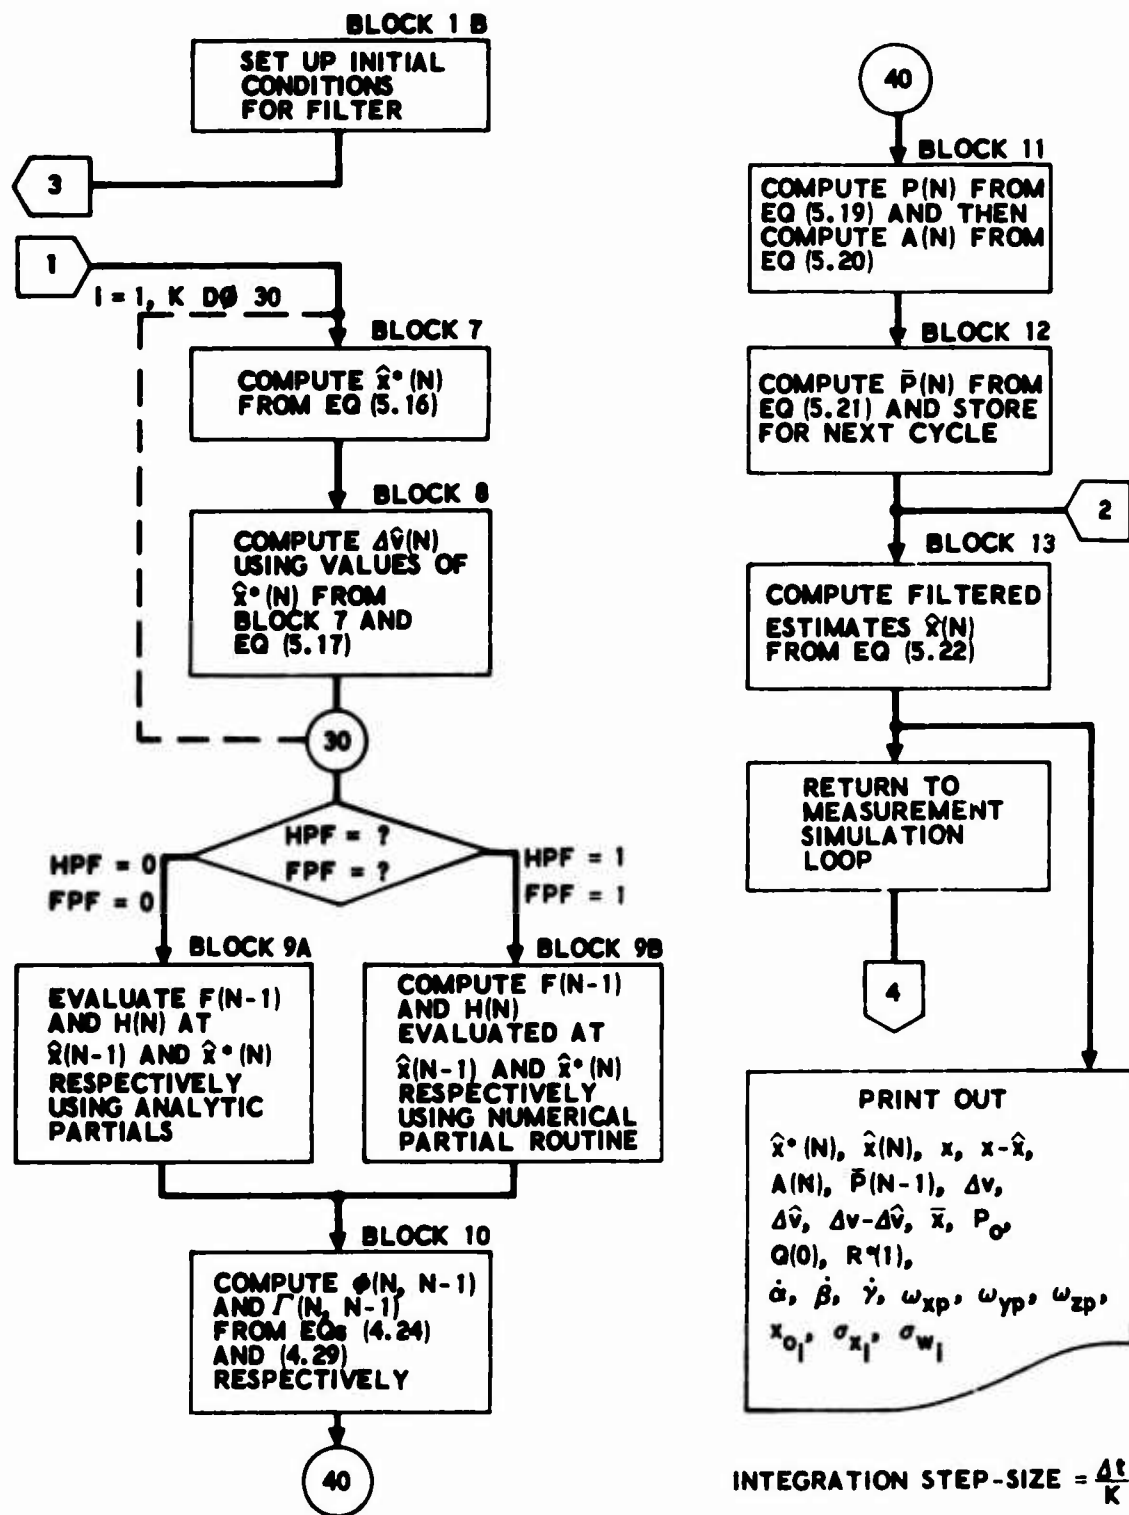 BLOCK 1 B
SET UP INITIAL
CONDITIONS
FOR FILTER
3
1
i = 1, K DØ 30
BLOCK 7
COMPUTE x̂*(N)
FROM EQ (5.16)
BLOCK 8
COMPUTE Δv̂(N)
USING VALUES OF
x̂*(N) FROM
BLOCK 7 AND
EQ (5.17)
30
HPF = ?
FPF = ?
HPF = 0
FPF = 0
HPF = 1
FPF = 1
BLOCK 9A
EVALUATE F(N-1)
AND H(N) AT
x̂(N-1) AND x̂*(N)
RESPECTIVELY
USING ANALYTIC
PARTIALS
BLOCK 9B
COMPUTE F(N-1)
AND H(N)
EVALUATED AT
x̂(N-1) AND x̂*(N)
RESPECTIVELY
USING NUMERICAL
PARTIAL ROUTINE
BLOCK 10
COMPUTE ϕ(N, N-1)
AND Γ(N, N-1)
FROM EQs (4.24)
AND (4.29)
RESPECTIVELY
40
40
BLOCK 11
COMPUTE P(N) FROM
EQ (5.19) AND THEN
COMPUTE A(N) FROM
EQ (5.20)
BLOCK 12
COMPUTE P̄(N) FROM
EQ (5.21) AND STORE
FOR NEXT CYCLE
2
BLOCK 13
COMPUTE FILTERED
ESTIMATES x̂(N)
FROM EQ (5.22)
RETURN TO
MEASUREMENT
SIMULATION
LOOP
4
PRINT OUT
x̂*(N), x̂(N), x, x-x̂,
A(N), P̄(N-1), Δv,
Δv̂, Δv-Δv̂, x̄, P₀,
Q(0), R*(1),
α̇, β̇, γ̇, ω_xp, ω_yp, ω_zp,
x_0i, σ_xi, σ_wi
INTEGRATION STEP-SIZE = Δt/K